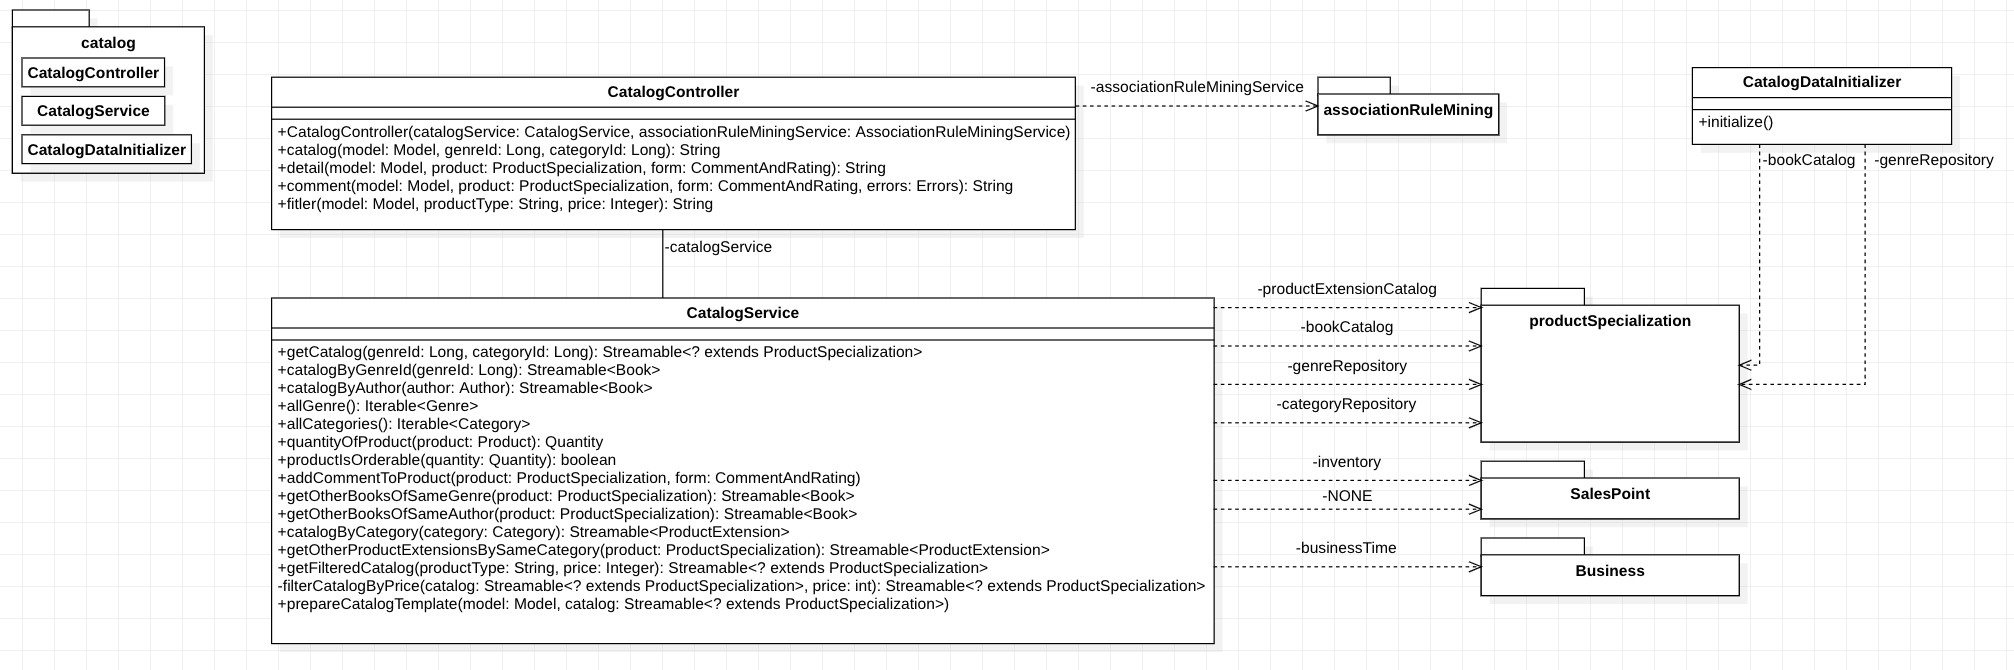 catalog
CatalogController
CatalogService
CatalogDataInitializer
CatalogController
+CatalogController(catalogService: CatalogService, associationRuleMiningService: AssociationRuleMiningService)
+catalog(model: Model, genreId: Long, categoryId: Long): String
+detail(model: Model, product: ProductSpecialization, form: CommentAndRating): String
+comment(model: Model, product: ProductSpecialization, form: CommentAndRating, errors: Errors): String
+fitler(model: Model, productType: String, price: Integer): String
-associationRuleMiningService
associationRuleMining
CatalogDataInitializer
+initialize()
-bookCatalog
-genreRepository
-catalogService
CatalogService
+getCatalog(genreId: Long, categoryId: Long): Streamable<? extends ProductSpecialization>
+catalogByGenreId(genreId: Long): Streamable<Book>
+catalogByAuthor(author: Author): Streamable<Book>
+allGenre(): Iterable<Genre>
+allCategories(): Iterable<Category>
+quantityOfProduct(product: Product): Quantity
+productIsOrderable(quantity: Quantity): boolean
+addCommentToProduct(product: ProductSpecialization, form: CommentAndRating)
+getOtherBooksOfSameGenre(product: ProductSpecialization): Streamable<Book>
+getOtherBooksOfSameAuthor(product: ProductSpecialization): Streamable<Book>
+catalogByCategory(category: Category): Streamable<ProductExtension>
+getOtherProductExtensionsBySameCategory(product: ProductSpecialization): Streamable<ProductExtension>
+getFilteredCatalog(productType: String, price: Integer): Streamable<? extends ProductSpecialization>
-filterCatalogByPrice(catalog: Streamable<? extends ProductSpecialization>, price: int): Streamable<? extends ProductSpecialization>
+prepareCatalogTemplate(model: Model, catalog: Streamable<? extends ProductSpecialization>)
-productExtensionCatalog
-bookCatalog
-genreRepository
-categoryRepository
productSpecialization
-inventory
-NONE
SalesPoint
-businessTime
Business